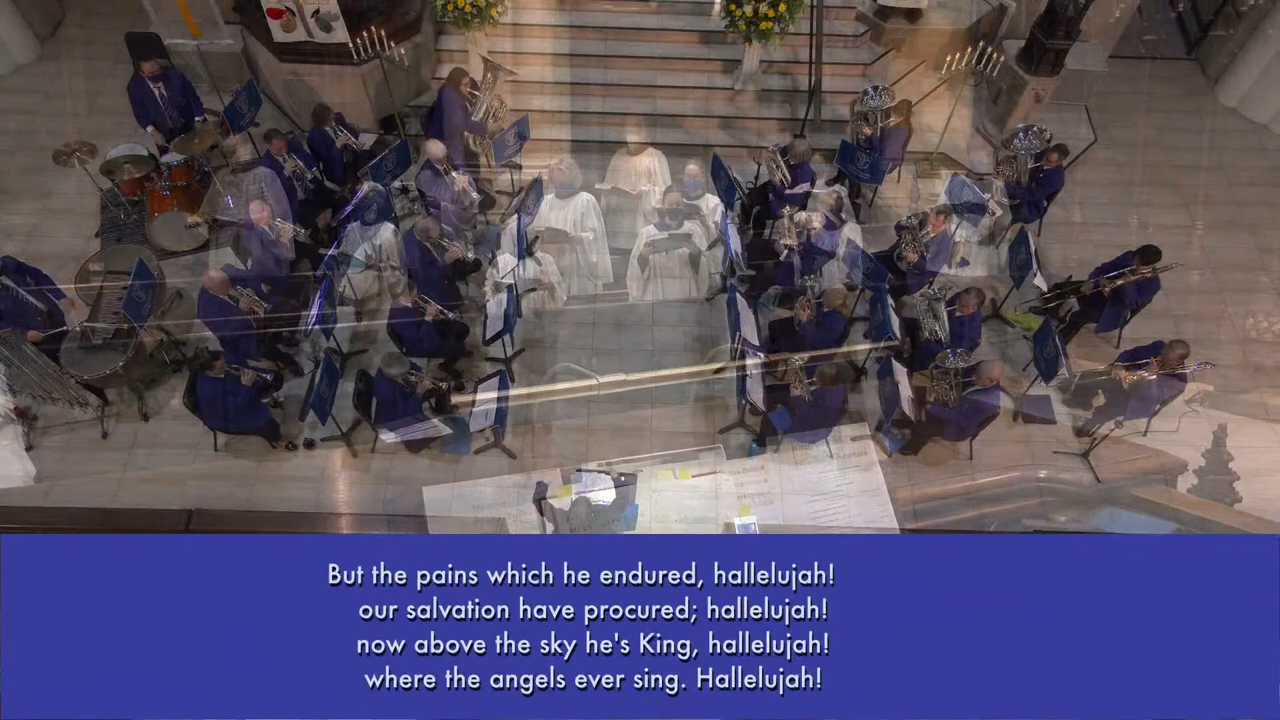 But the pains which he endured, hallelujah!
our salvation have procured; hallelujah!
now above the sky he's King, hallelujah!
where the angels ever sing. Hallelujah!